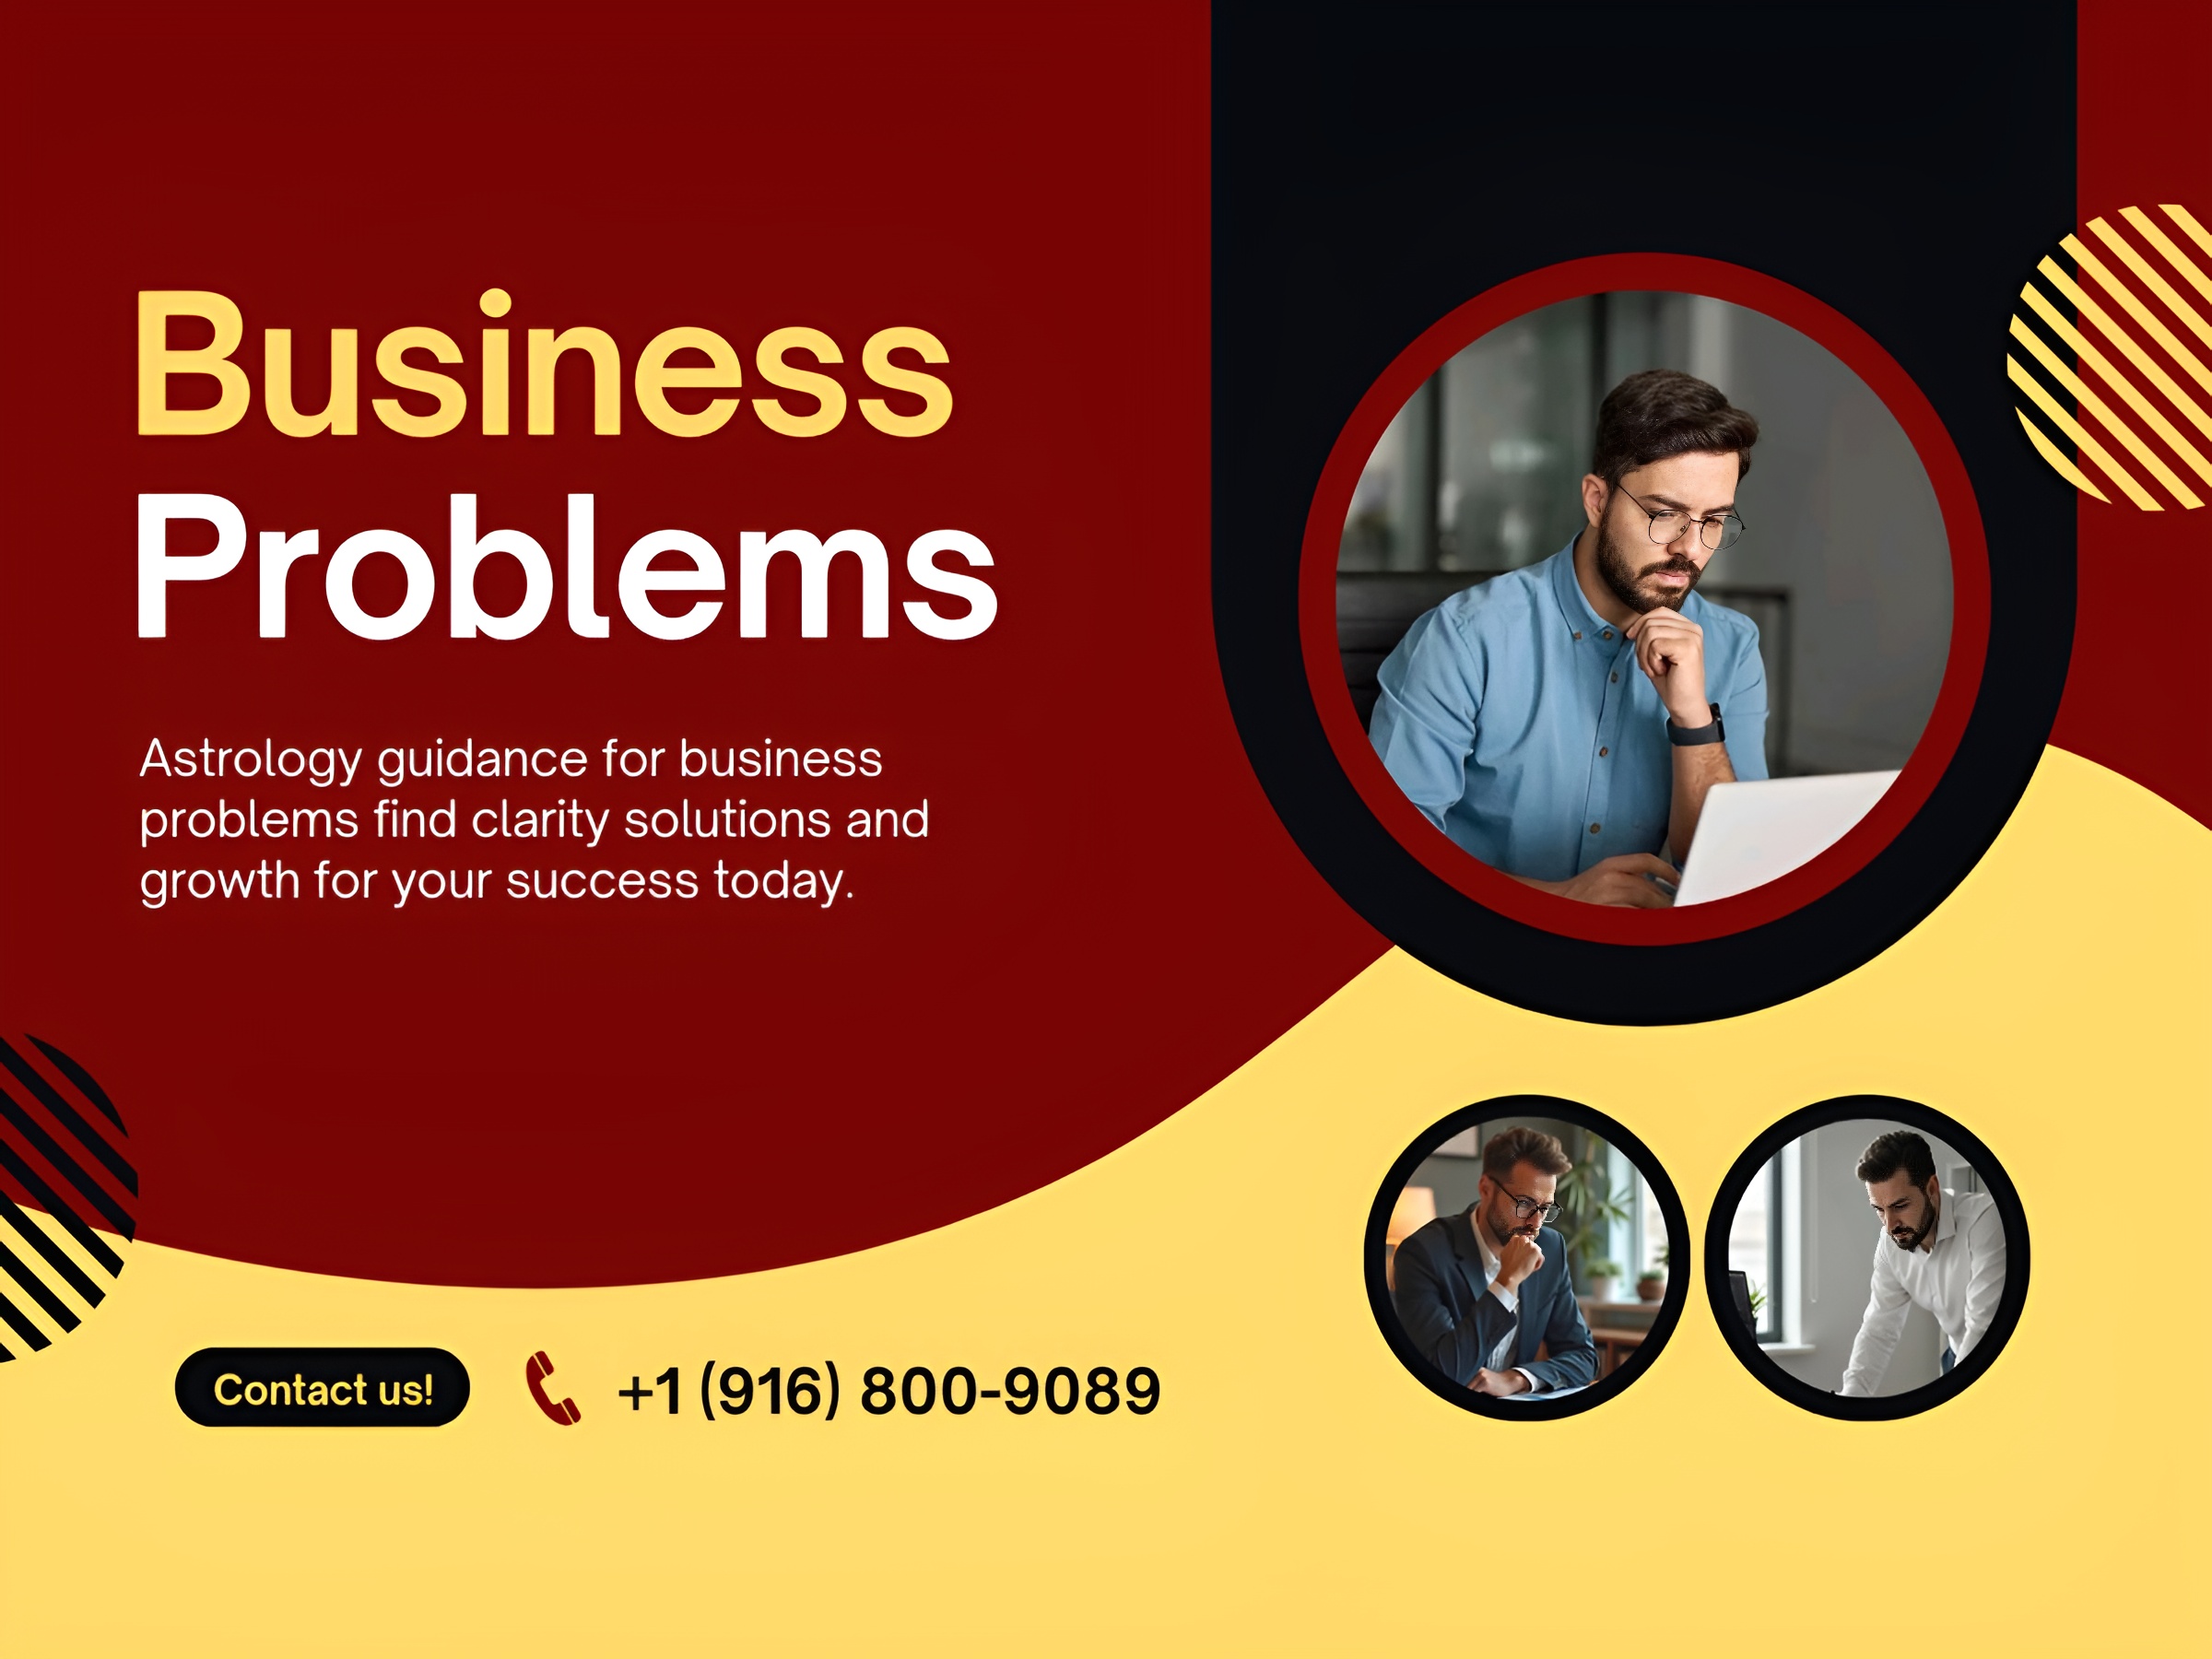 Business
Problems
Astrology guidance for business
problems find clarity solutions and
growth for your success today.
Contact us!
+1 (916) 800-9089